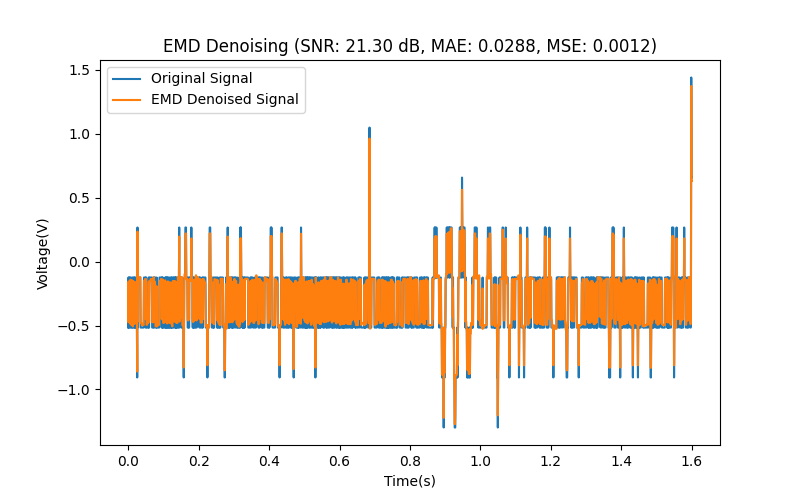 EMD Denoising (SNR: 21.30 dB, MAE: 0.0288, MSE: 0.0012)
Original Signal
EMD Denoised Signal
1.5
1.0
0.5
0.0
−0.5
−1.0
Voltage(V)
0.0 0.2 0.4 0.6 0.8 1.0 1.2 1.4 1.6
Time(s)